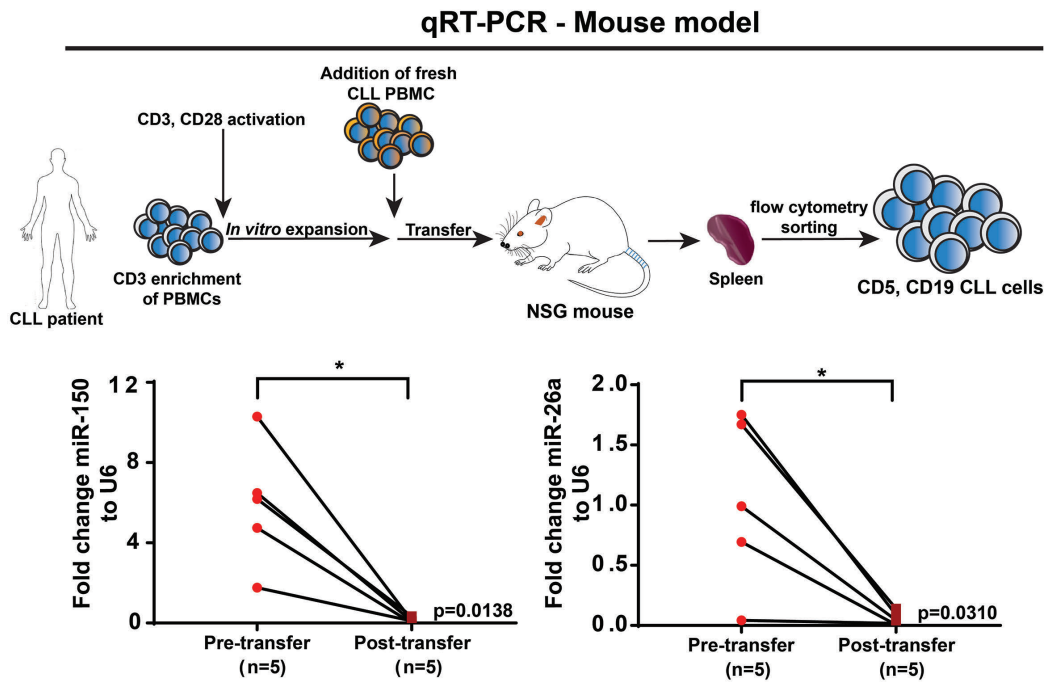 qRT-PCR - Mouse model
Addition of fresh
CLL PBMC
CD3, CD28 activation
In vitro expansion
Transfer
flow cytometry
sorting
CD3 enrichment
of PBMCs
CLL patient
NSG mouse
Spleen
CD5, CD19 CLL cells
Fold change miR-150
to U6
12
8
4
0
*
p=0.0138
Pre-transfer
(n=5)
Post-transfer
(n=5)
Fold change miR-26a
to U6
2.0
1.5
1.0
0.5
0.0
*
p=0.0310
Pre-transfer
(n=5)
Post-transfer
(n=5)